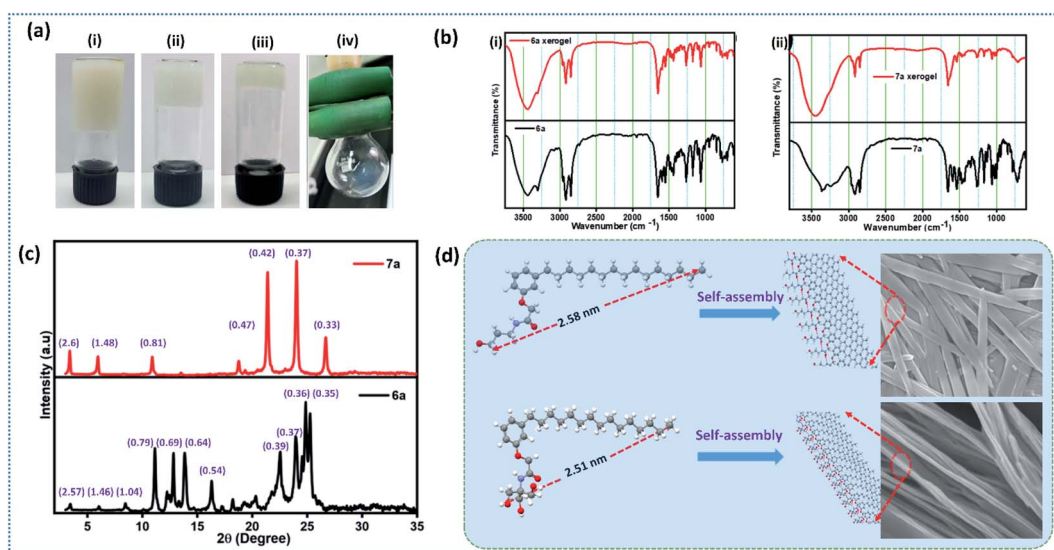 (a)
(i)
(ii)
(iii)
(iv)
(b)
(i)
6a xerogel
6a
Transmittance (%)
3500 3000 2500 2000 1500 1000
Wavenumber (cm⁻¹)
(ii)
7a xerogel
7a
Transmittance (%)
3500 3000 2500 2000 1500 1000
Wavenumber (cm⁻¹)
(c)
7a
(2.6) (1.48) (0.81) (0.47) (0.42) (0.37) (0.33)
6a
(2.57) (1.46) (1.04) (0.79) (0.69) (0.64) (0.54) (0.39) (0.37) (0.36) (0.35)
Intensity (a.u)
5 10 15 20 25 30 35
2θ (Degree)
(d)
2.58 nm
Self-assembly
2.51 nm
Self-assembly